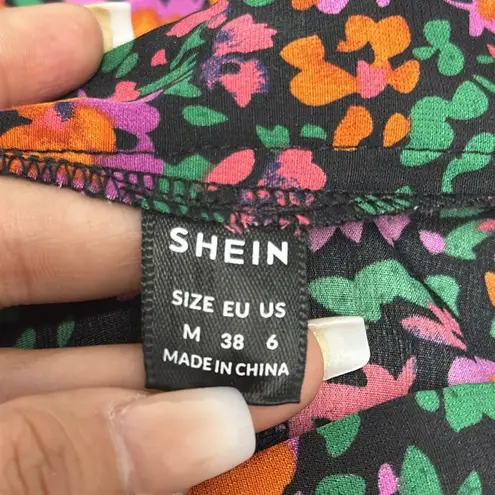 SHEIN
SIZE EU US
M 38 6
MADE IN CHINA